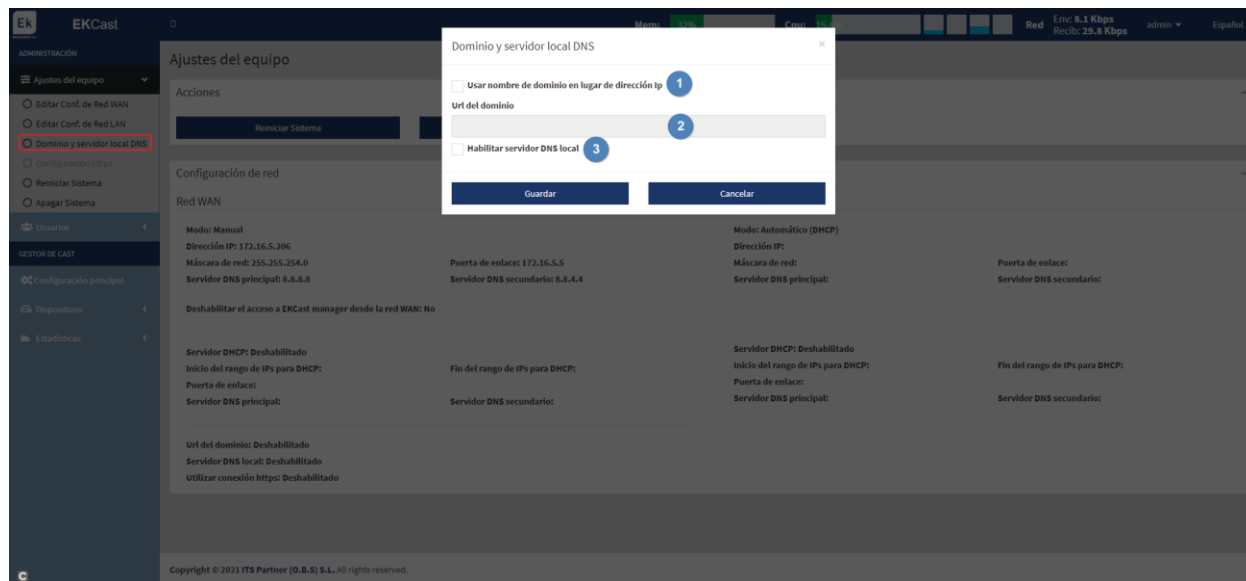 Ek
EKCast
Mem: 32%
Cpu: 15.
Red
Env: 8.1 Kbps
Recib: 29.8 Kbps
admin
Español
ADMINISTRACIÓN
Ajustes del equipo
Editar Conf. de Red WAN
Editar Conf. de Red LAN
Dominio y servidor local DNS
Configuración Https
Reiniciar Sistema
Apagar Sistema
Usuarios
GESTOR DE CAST
Configuración principal
Dispositivos
Estadísticas
Ajustes del equipo
Acciones
Reiniciar Sistema
Dominio y servidor local DNS
×
Usar nombre de dominio en lugar de dirección Ip
1
Url del dominio
2
Habilitar servidor DNS local
3
Guardar
Cancelar
Configuración de red
Red WAN
Modo: Manual
Dirección IP: 172.16.5.206
Máscara de red: 255.255.254.0
Puerta de enlace: 172.16.5.5
Servidor DNS principal: 8.8.8.8
Servidor DNS secundario: 8.8.4.4
Deshabilitar el acceso a EKCast manager desde la red WAN: No
Servidor DHCP: Deshabilitado
Inicio del rango de IPs para DHCP:
Fin del rango de IPs para DHCP:
Puerta de enlace:
Servidor DNS principal:
Servidor DNS secundario:
Url del dominio: Deshabilitado
Servidor DNS local: Deshabilitado
Utilizar conexión https: Deshabilitado
Modo: Automático (DHCP)
Dirección IP:
Máscara de red:
Puerta de enlace:
Servidor DNS principal:
Servidor DNS secundario:
Servidor DHCP: Deshabilitado
Inicio del rango de IPs para DHCP:
Fin del rango de IPs para DHCP:
Puerta de enlace:
Servidor DNS principal:
Servidor DNS secundario:
Copyright © 2021 ITS Partner (O.B.S) S.L. All rights reserved.